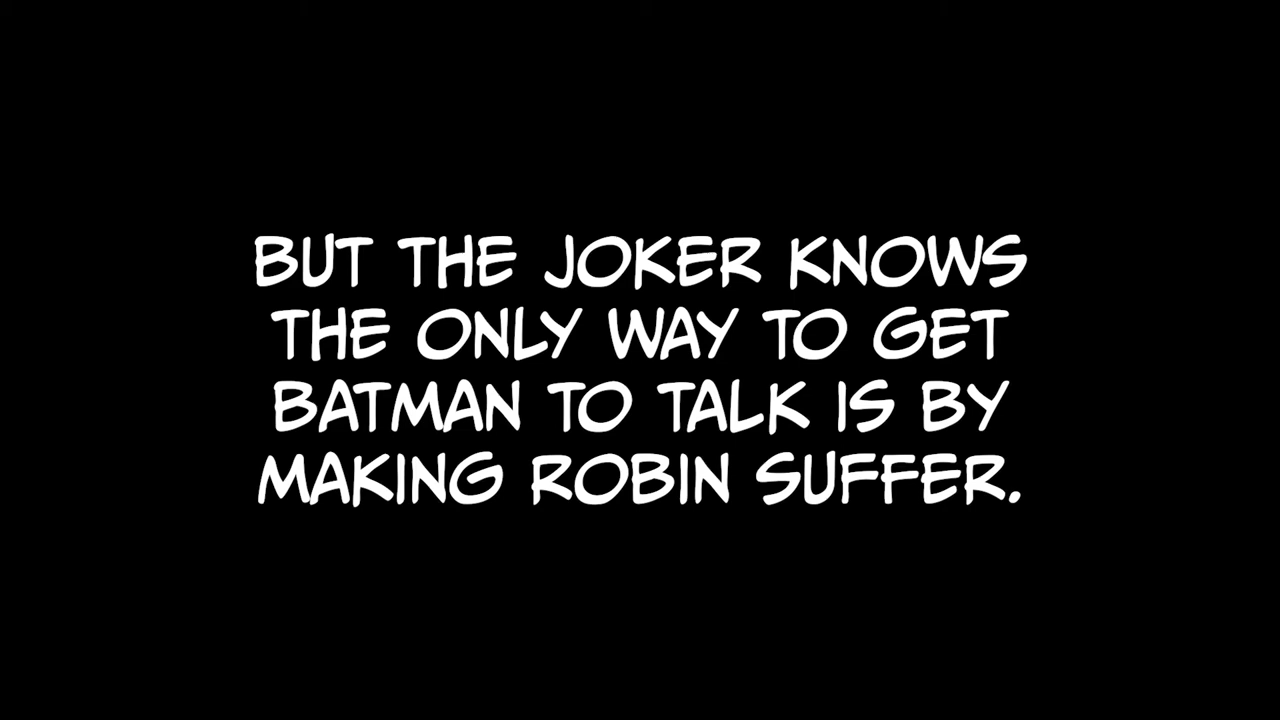 BUT THE JOKER KNOWS
THE ONLY WAY TO GET
BATMAN TO TALK IS BY
MAKING ROBIN SUFFER.